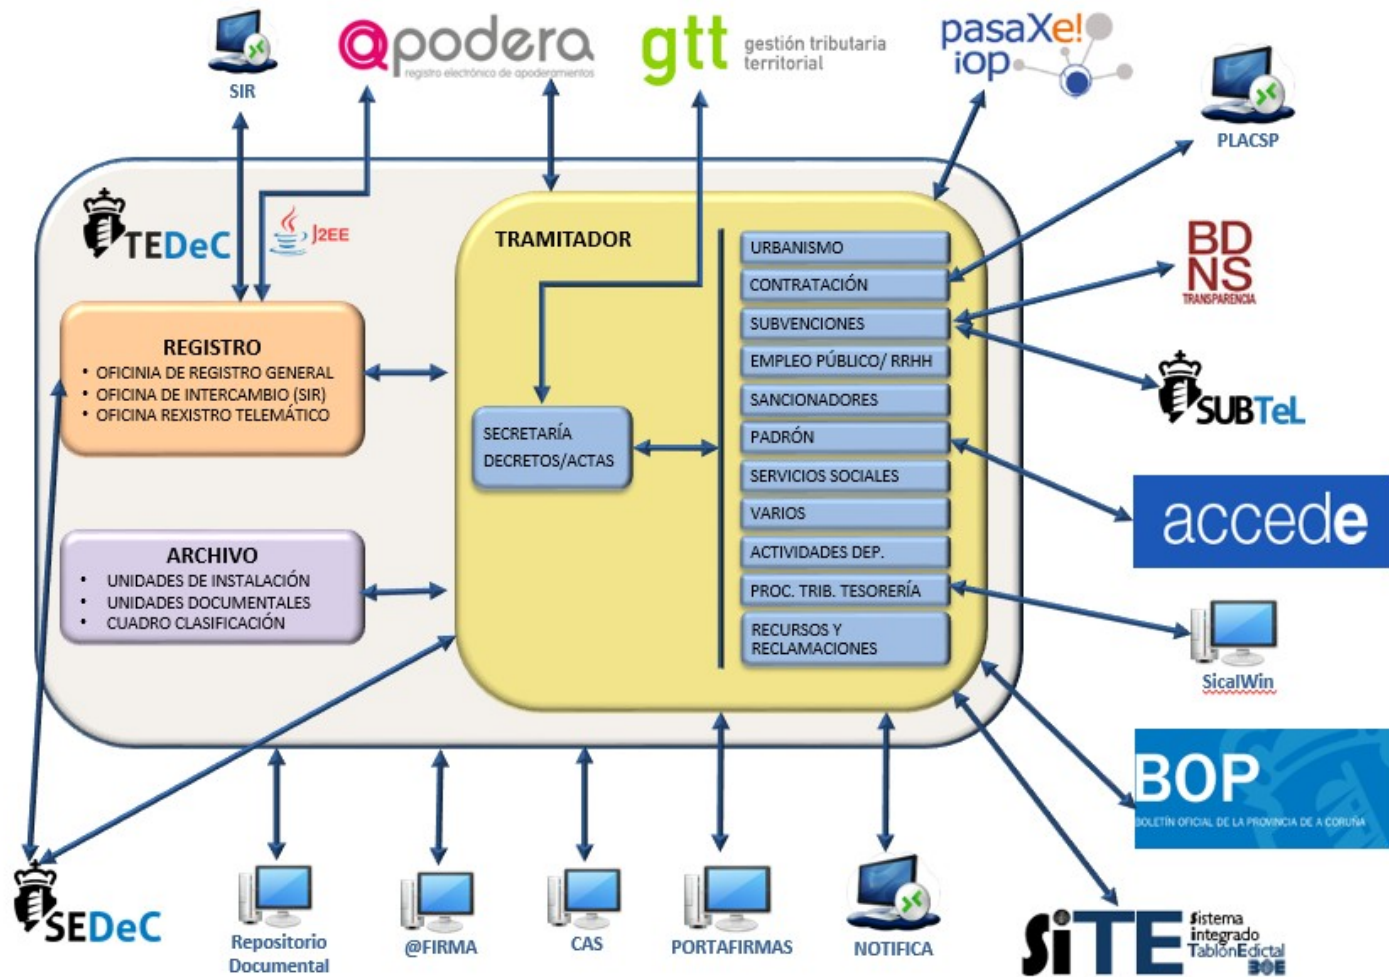 SIR
@podera
registro electrónico de apoderamientos
gtt
gestión tributaria
territorial
pasaXe!
iop
PLACSP
TEDeC
J2EE
TRAMITADOR
REGISTRO
• OFICINIA DE REGISTRO GENERAL
• OFICINA DE INTERCAMBIO (SIR)
• OFICINA REXISTRO TELEMÁTICO
SECRETARÍA
DECRETOS/ACTAS
URBANISMO
CONTRATACIÓN
SUBVENCIONES
EMPLEO PÚBLICO/ RRHH
SANCIONADORES
PADRÓN
SERVICIOS SOCIALES
VARIOS
ACTIVIDADES DEP.
PROC. TRIB. TESORERÍA
RECURSOS Y
RECLAMACIONES
ARCHIVO
• UNIDADES DE INSTALACIÓN
• UNIDADES DOCUMENTALES
• CUADRO CLASIFICACIÓN
BD
NS
TRANSPARENCIA
SUBTeL
accede
SicalWin
BOP
BOLETÍN OFICIAL DE LA PROVINCIA DE A CORUÑA
SEDeC
Repositorio
Documental
@FIRMA
CAS
PORTAFIRMAS
NOTIFICA
SiTE
Sistema
integrado
TablónEdictal
BOE